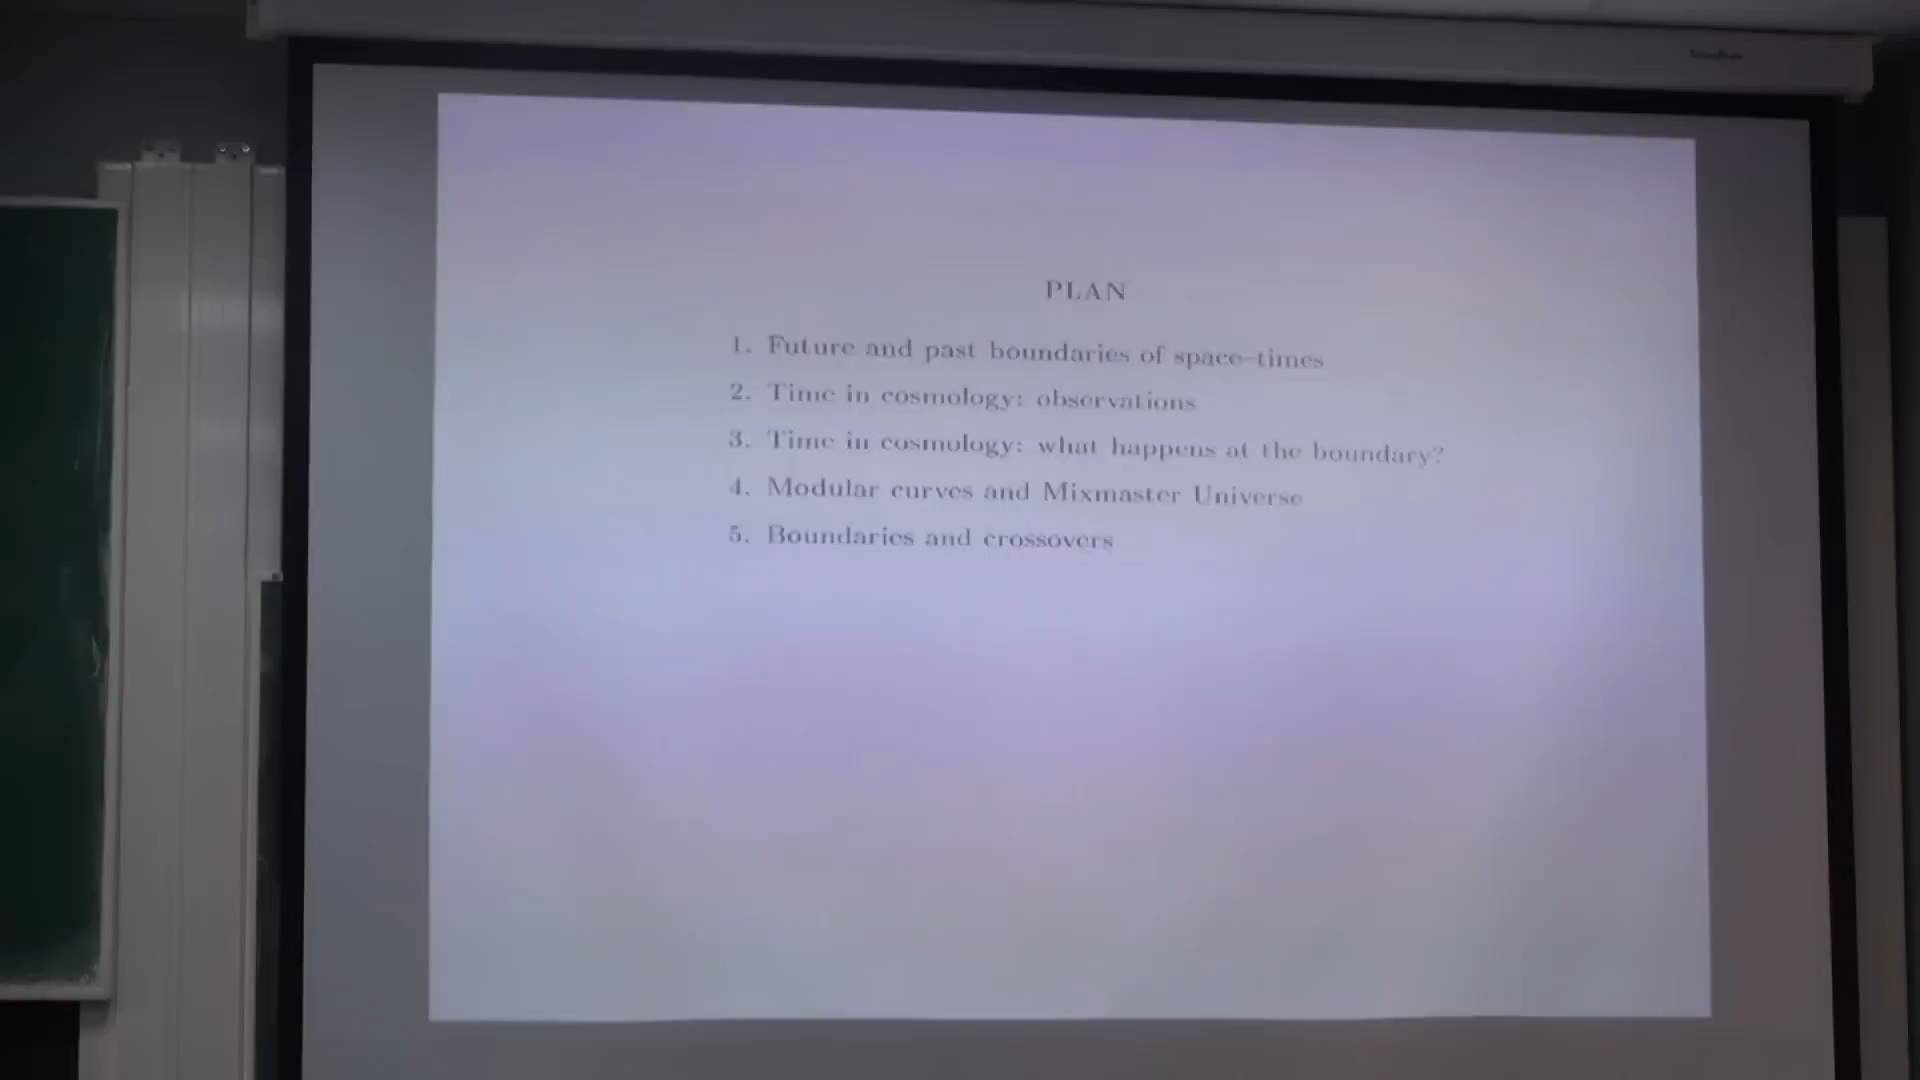 PLAN
1. Future and past boundaries of space–times
2. Time in cosmology: observations
3. Time in cosmology: what happens at the boundary?
4. Modular curves and Mixmaster Universe
5. Boundaries and crossovers